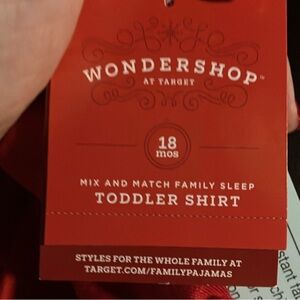 WONDERSHOP™
AT TARGET
18
mos
MIX AND MATCH FAMILY SLEEP
TODDLER SHIRT
STYLES FOR THE WHOLE FAMILY AT
TARGET.COM/FAMILYPAJAMAS